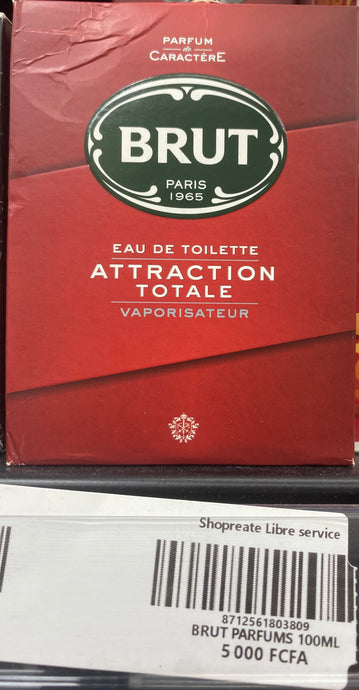 PARFUM
de
CARACTÈRE
BRUT
PARIS
1965
EAU DE TOILETTE
ATTRACTION
TOTALE
VAPORISATEUR
Shopreate Libre service
8712561803809
BRUT PARFUMS 100ML
5 000 FCFA